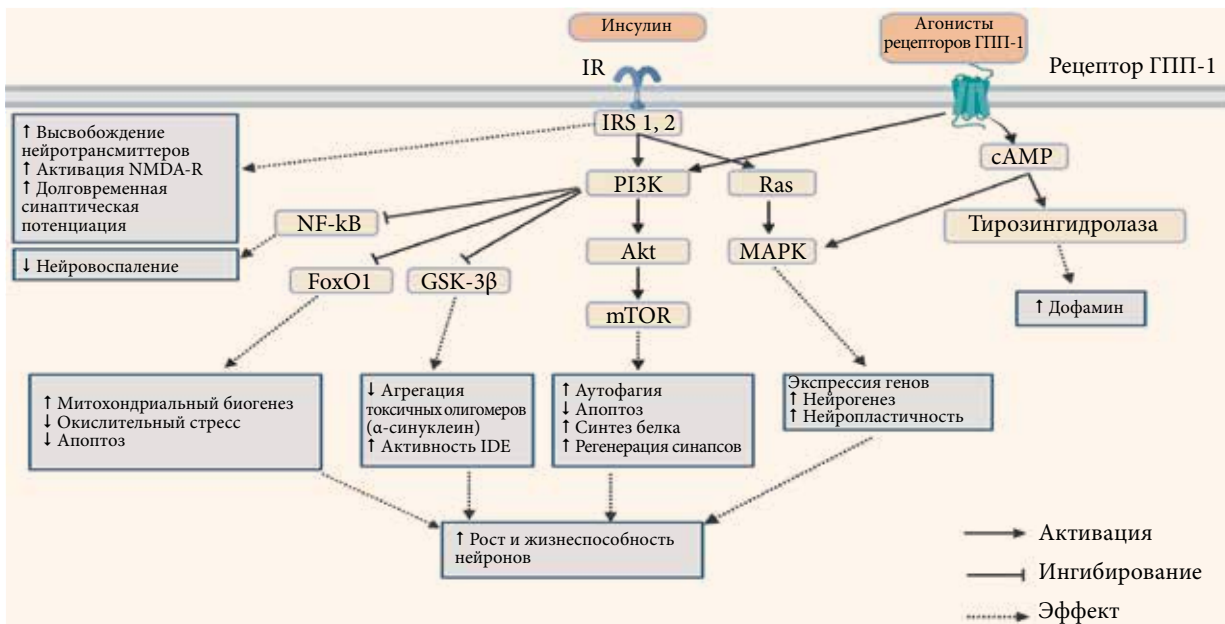 Инсулин
Агонисты
рецепторов ГПП-1
IR
Рецептор ГПП-1
IRS 1, 2
↑ Высвобождение
нейротрансмиттеров
↑ Активация NMDA-R
↑ Долговременная
синаптическая
потенциация
cAMP
PI3K
Ras
NF-kB
Тирозингидролаза
Akt
MAPK
↓ Нейровоспаление
FoxO1
GSK-3β
mTOR
↑ Дофамин
↑ Митохондриальный биогенез
↓ Окислительный стресс
↓ Апоптоз
↓ Агрегация
токсичных олигомеров
(α-синуклеин)
↑ Активность IDE
↑ Аутофагия
↓ Апоптоз
↑ Синтез белка
↑ Регенерация синапсов
Экспрессия генов
↑ Нейрогенез
↑ Нейропластичность
↑ Рост и жизнеспособность
нейронов
Активация
Ингибирование
Эффект